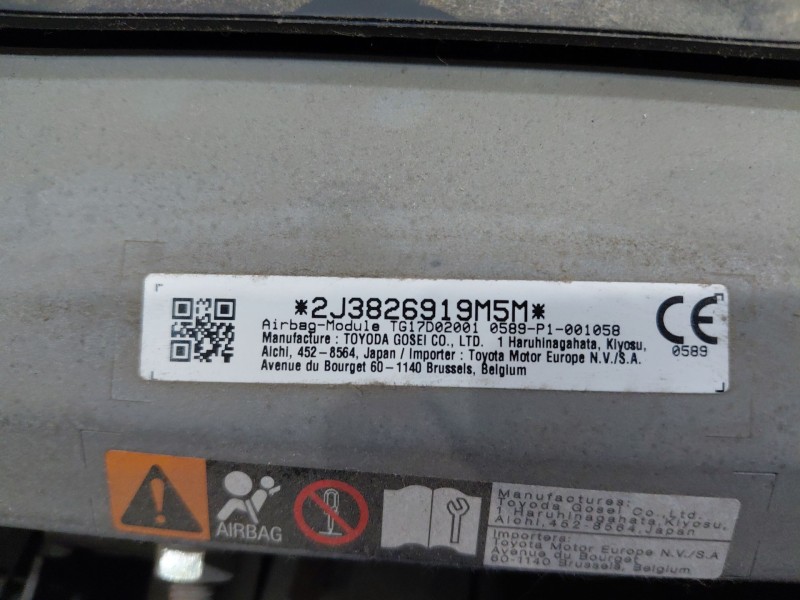 *2J3826919M5M*
Airbag-Module TG17D02001 0589-P1-001058
Manufacture : TOYODA GOSEI CO., LTD. 1 Haruhinagahata, Kiyosu,
Aichi, 452-8564, Japan / Importer : Toyota Motor Europe N.V./S.A.
Avenue du Bourget 60-1140 Brussels, Belgium
CE
0589
AIRBAG
Manufactures:
Toyoda Gosei Co., Ltd.
1 Haruhinagahata,Kiyosu,
Aichi,452-8564,Japan
Importers:
Toyota Motor Europe N.V./S.A
Avenue du Bourget
60-1140 Brussels, Belgium